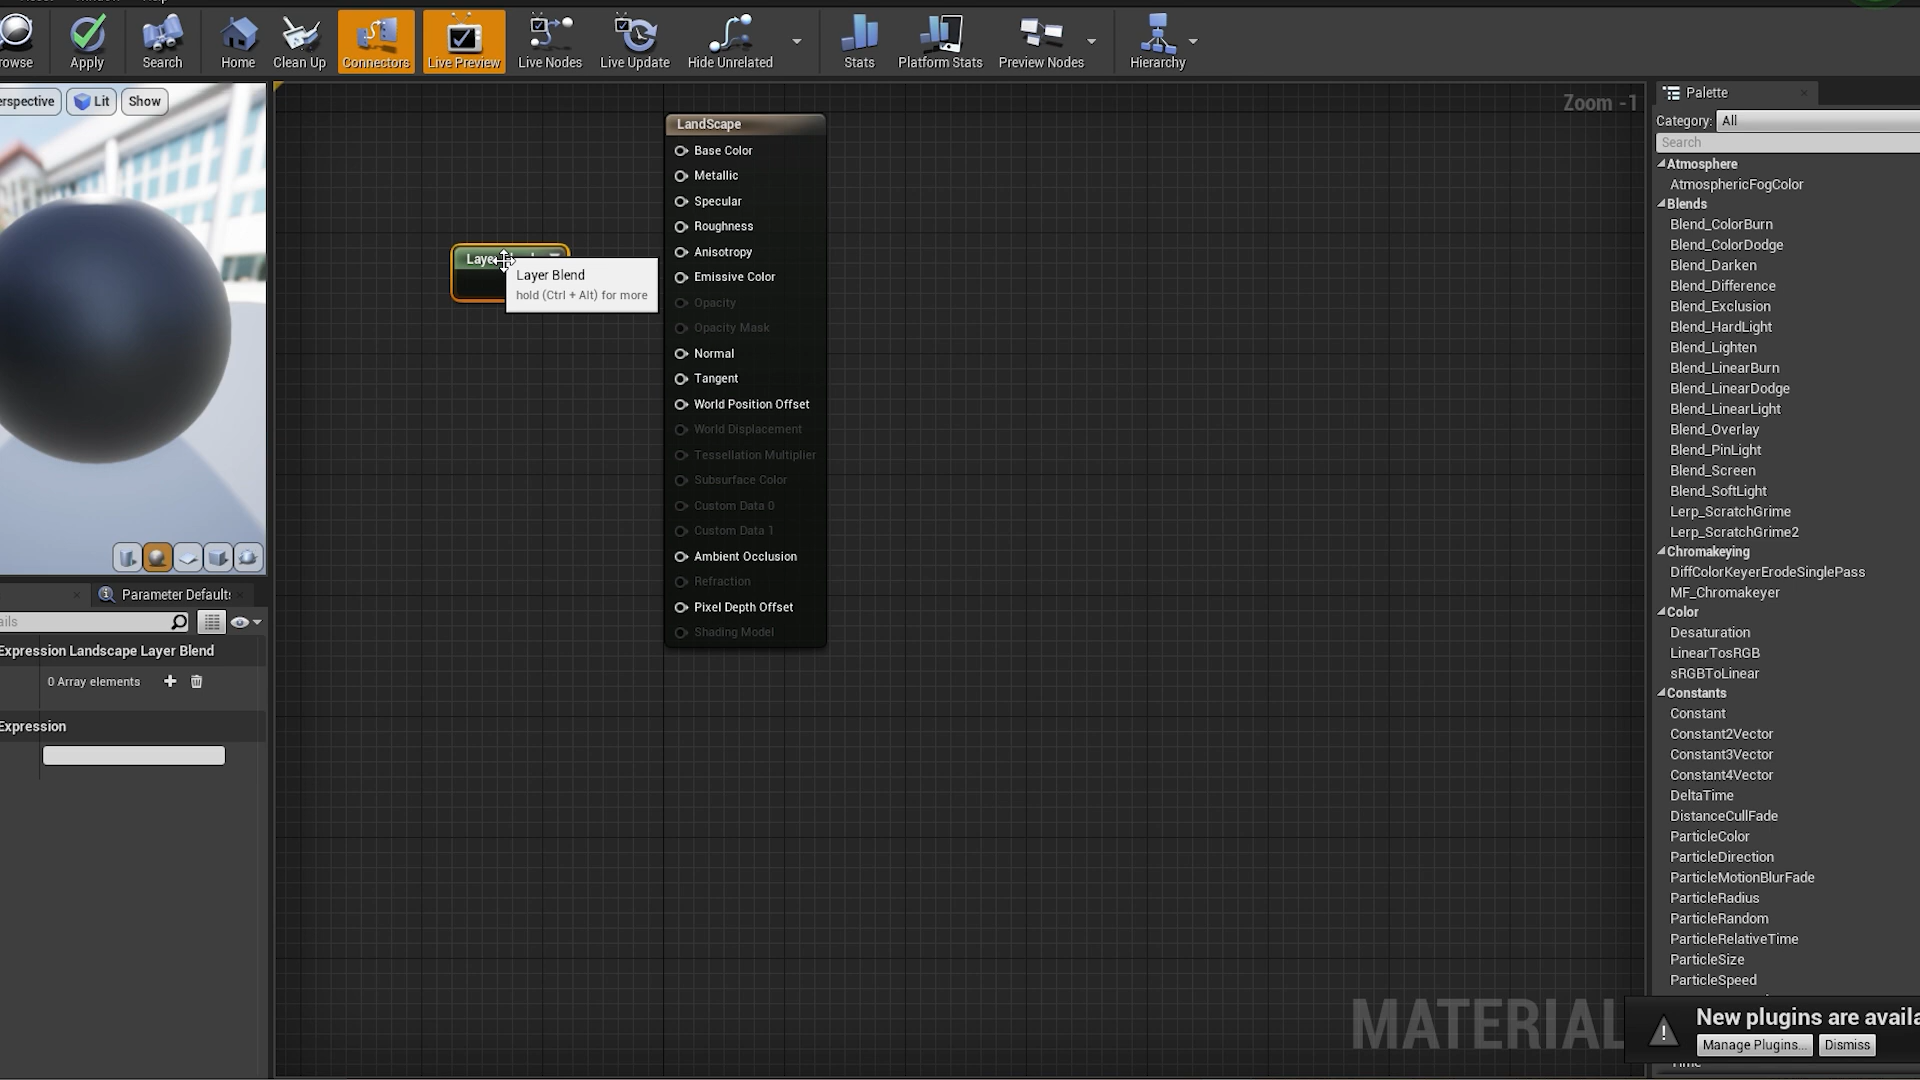 rowse
Apply
Search
Home
Clean Up
Connectors
Live Preview
Live Nodes
Live Update
Hide Unrelated
Stats
Platform Stats
Preview Nodes
Hierarchy
erspective
Lit
Show
Zoom -1
LandScape
Base Color
Metallic
Specular
Roughness
Anisotropy
Emissive Color
Opacity
Opacity Mask
Normal
Tangent
World Position Offset
World Displacement
Tessellation Multiplier
Subsurface Color
Custom Data 0
Custom Data 1
Ambient Occlusion
Refraction
Pixel Depth Offset
Shading Model
Laye
Layer Blend
hold (Ctrl + Alt) for more
Parameter Defaults
ails
Expression Landscape Layer Blend
0 Array elements
Expression
MATERIAL
Palette
Category: All
Search
Atmosphere
AtmosphericFogColor
Blends
Blend_ColorBurn
Blend_ColorDodge
Blend_Darken
Blend_Difference
Blend_Exclusion
Blend_HardLight
Blend_Lighten
Blend_LinearBurn
Blend_LinearDodge
Blend_LinearLight
Blend_Overlay
Blend_PinLight
Blend_Screen
Blend_SoftLight
Lerp_ScratchGrime
Lerp_ScratchGrime2
Chromakeying
DiffColorKeyerErodeSinglePass
MF_Chromakeyer
Color
Desaturation
LinearTosRGB
sRGBToLinear
Constants
Constant
Constant2Vector
Constant3Vector
Constant4Vector
DeltaTime
DistanceCullFade
ParticleColor
ParticleDirection
ParticleMotionBlurFade
ParticleRadius
ParticleRandom
ParticleRelativeTime
ParticleSize
ParticleSpeed
New plugins are availa
Manage Plugins...
Dismiss